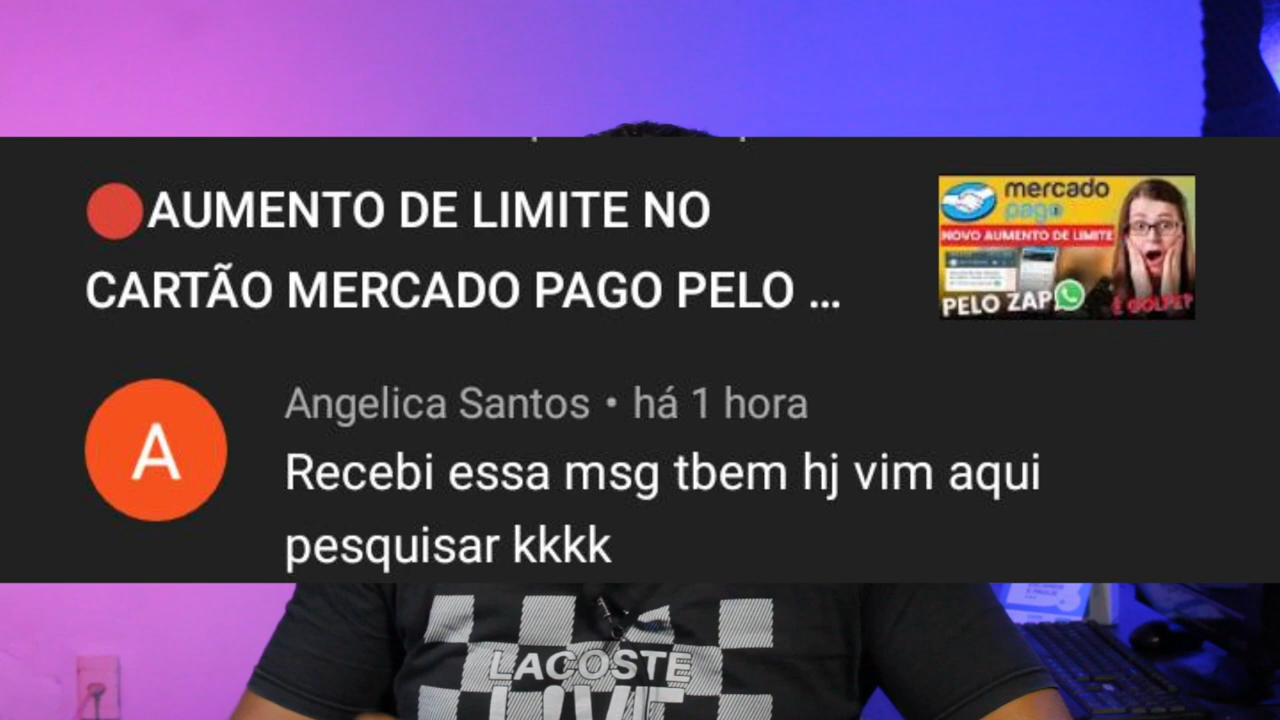 🔴AUMENTO DE LIMITE NO
CARTÃO MERCADO PAGO PELO ...
mercado
pago
NOVO AUMENTO DE LIMITE
PELO ZAP
É GOLPE?
A
Angelica Santos • há 1 hora
Recebi essa msg tbem hj vim aqui
pesquisar kkkk
LACOSTE
LIVE